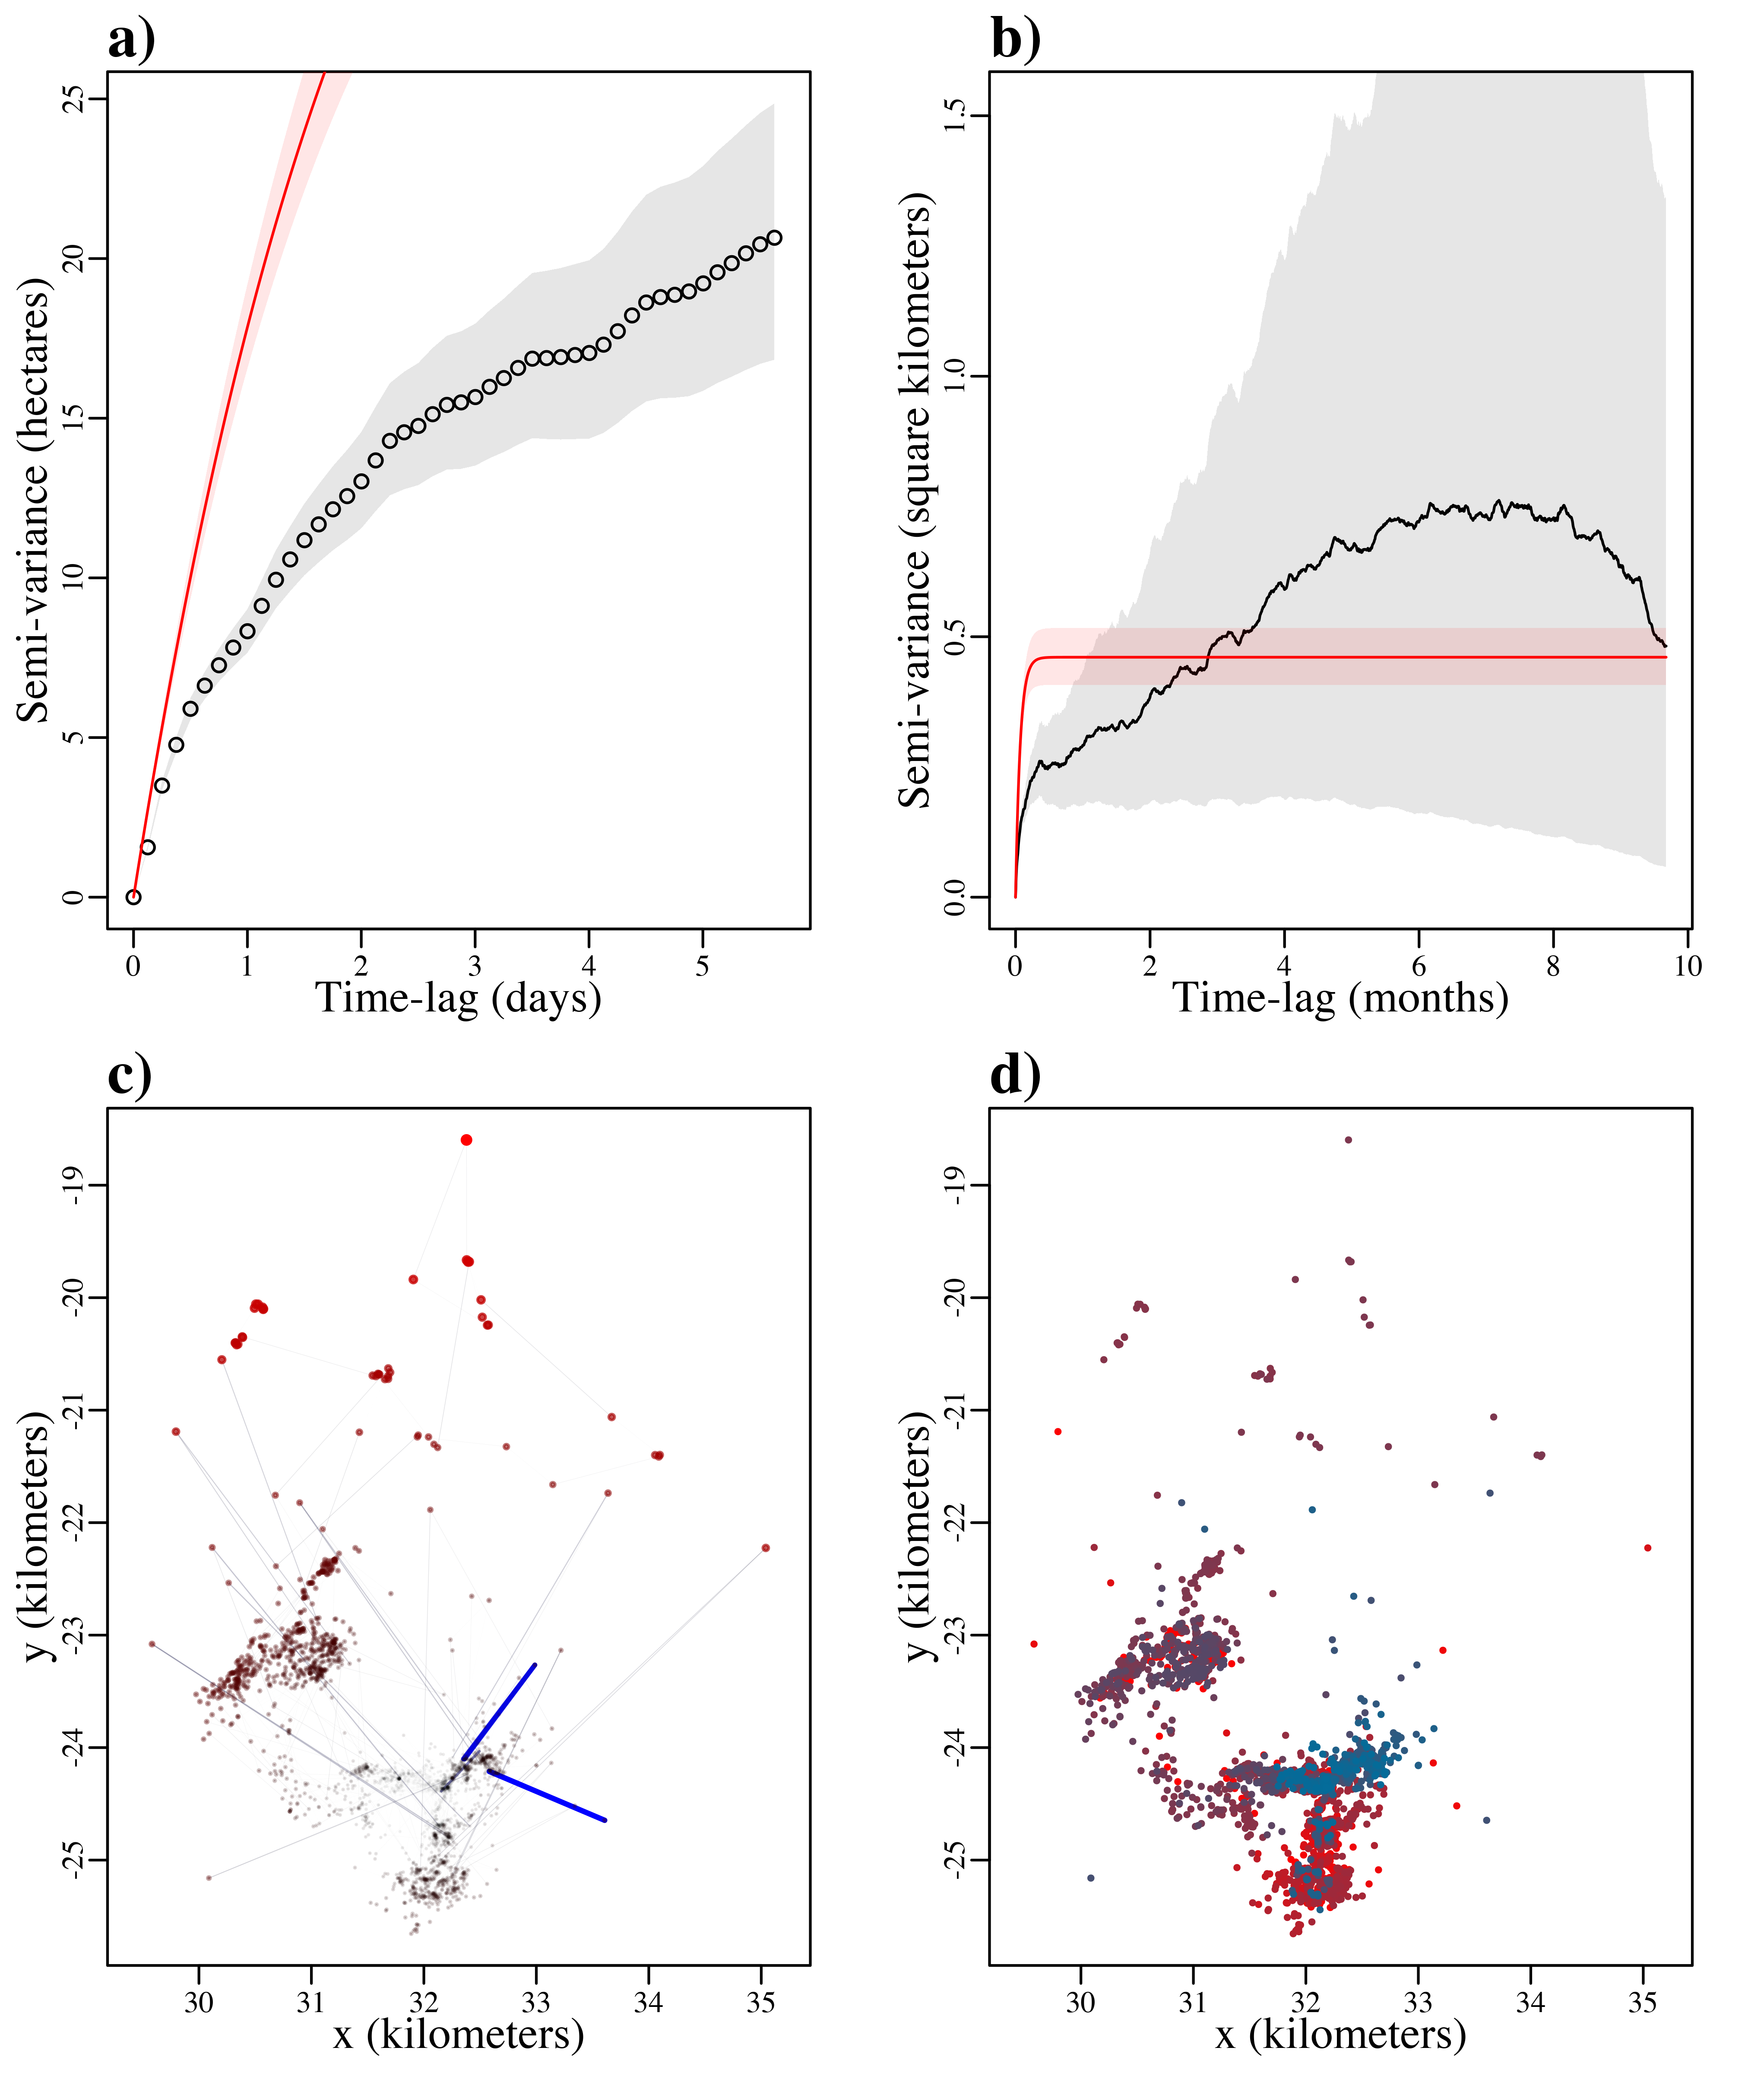 a)
Semi-variance (hectares)
25
20
15
10
5
0
0 1 2 3 4 5
Time-lag (days)
b)
Semi-variance (square kilometers)
1.5
1.0
0.5
0.0
0 2 4 6 8 10
Time-lag (months)
c)
y (kilometers)
-19
-20
-21
-22
-23
-24
-25
30 31 32 33 34 35
x (kilometers)
d)
y (kilometers)
-19
-20
-21
-22
-23
-24
-25
30 31 32 33 34 35
x (kilometers)